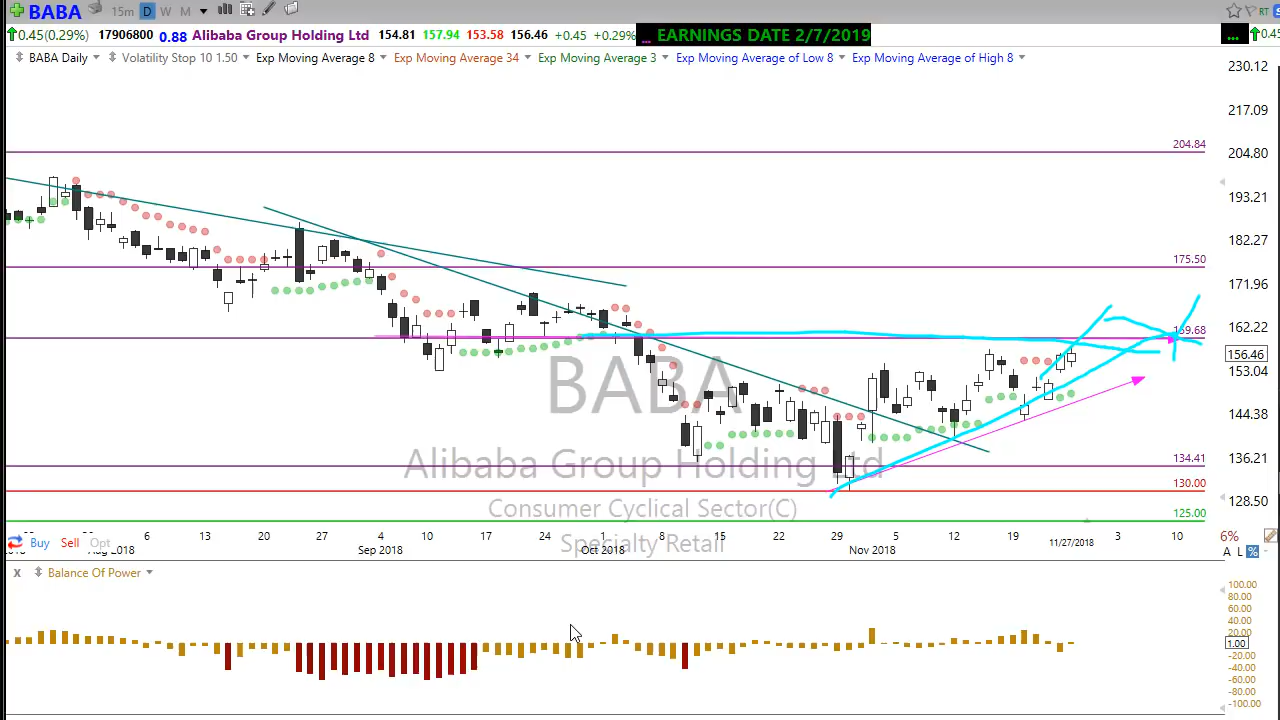 BABA 15m D W M RT
0.45(0.29%) 17906800 0.88 Alibaba Group Holding Ltd 154.81 157.94 153.58 156.46 +0.45 +0.29% ... EARNINGS DATE 2/7/2019 ... 0.45
BABA Daily Volatility Stop 10 1.50 Exp Moving Average 8 Exp Moving Average 34 Exp Moving Average 3 Exp Moving Average of Low 8 Exp Moving Average of High 8
230.12
217.09
204.84 204.80
193.21
182.27
175.50
171.96
162.22
159.68
156.46
153.04
BABA
144.38
Alibaba Group Holding Ltd
134.41 136.21
130.00
128.50
Consumer Cyclical Sector(C)
125.00
6 13 20 27 10 17 24 1 8 15 22 29 5 12 19 3 10 6%
Buy Sell Opt Specialty Retail
Aug 2018 Sep 2018 Oct 2018 Nov 2018 11/27/2018 A L %
X Balance Of Power
100.00
80.00
60.00
40.00
20.00
1.00
-20.00
-40.00
-60.00
-80.00
-100.00